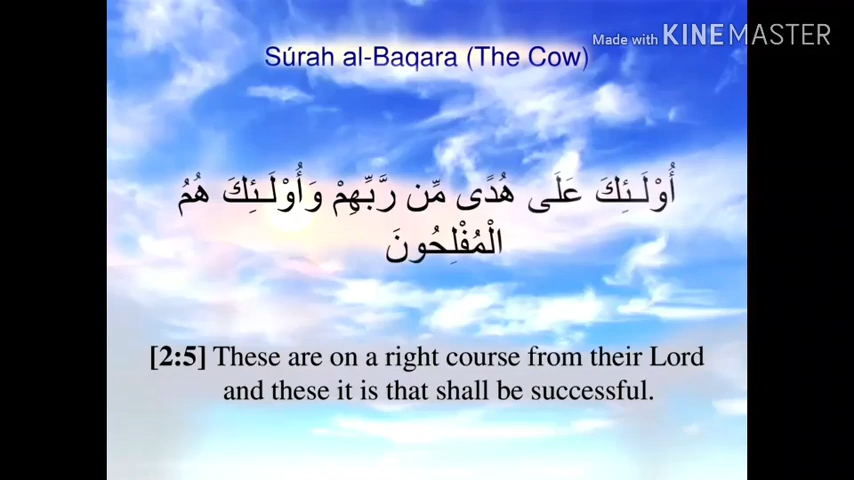 Made with KINEMASTER
Súrah al-Baqara (The Cow)
أُوْلَـئِكَ عَلَى هُدًى مِّن رَّبِّهِمْ وَأُوْلَـئِكَ هُمُ
الْمُفْلِحُونَ
[2:5] These are on a right course from their Lord
and these it is that shall be successful.